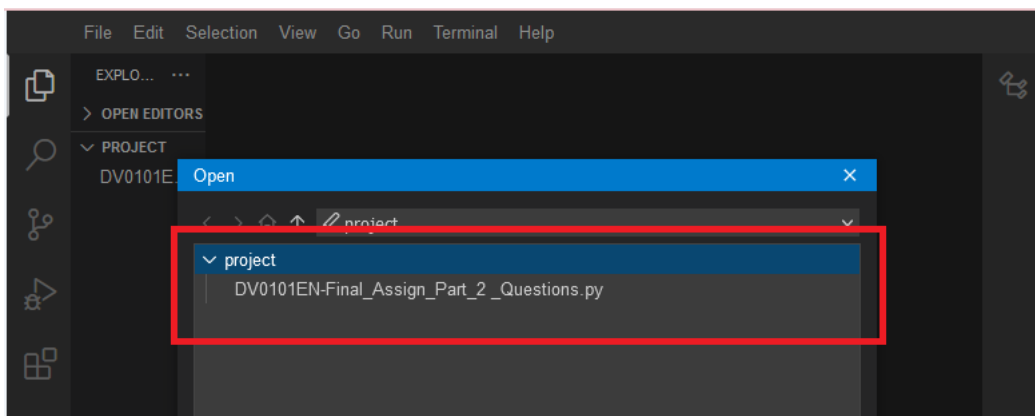 File Edit Selection View Go Run Terminal Help
EXPLO... ···
OPEN EDITORS
PROJECT
DV0101E
Open
project
project
DV0101EN-Final_Assign_Part_2 _Questions.py